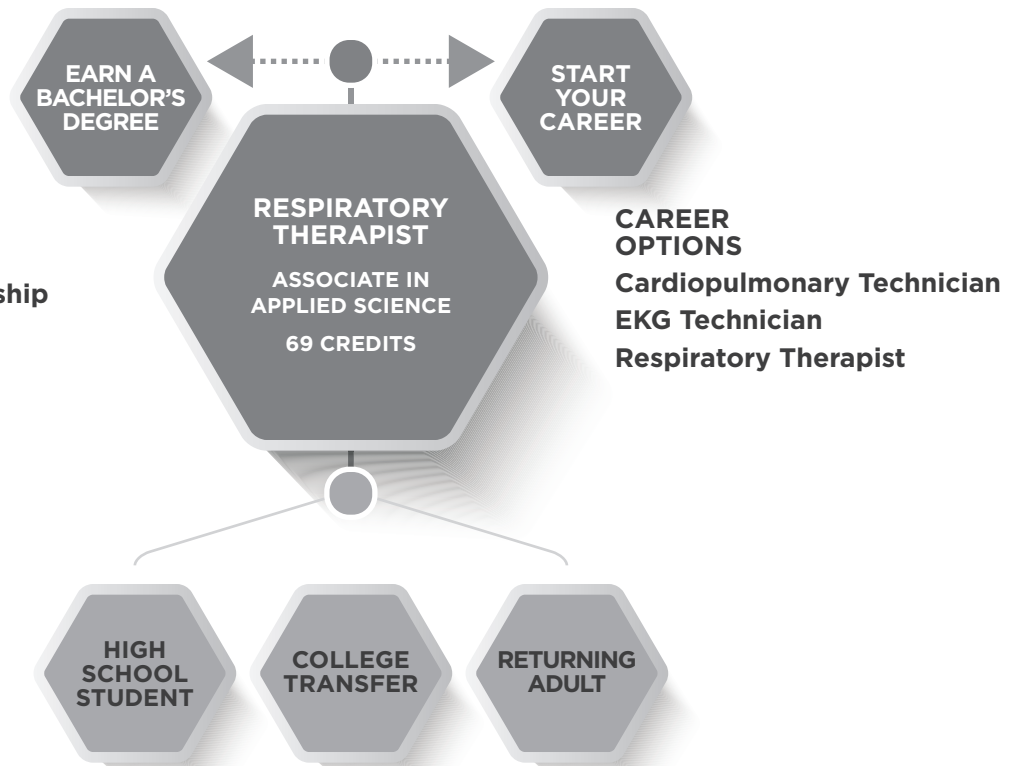 EARN A
BACHELOR'S
DEGREE
START
YOUR
CAREER
RESPIRATORY
THERAPIST
ASSOCIATE IN
APPLIED SCIENCE
69 CREDITS
ship
CAREER
OPTIONS
Cardiopulmonary Technician
EKG Technician
Respiratory Therapist
HIGH
SCHOOL
STUDENT
COLLEGE
TRANSFER
RETURNING
ADULT